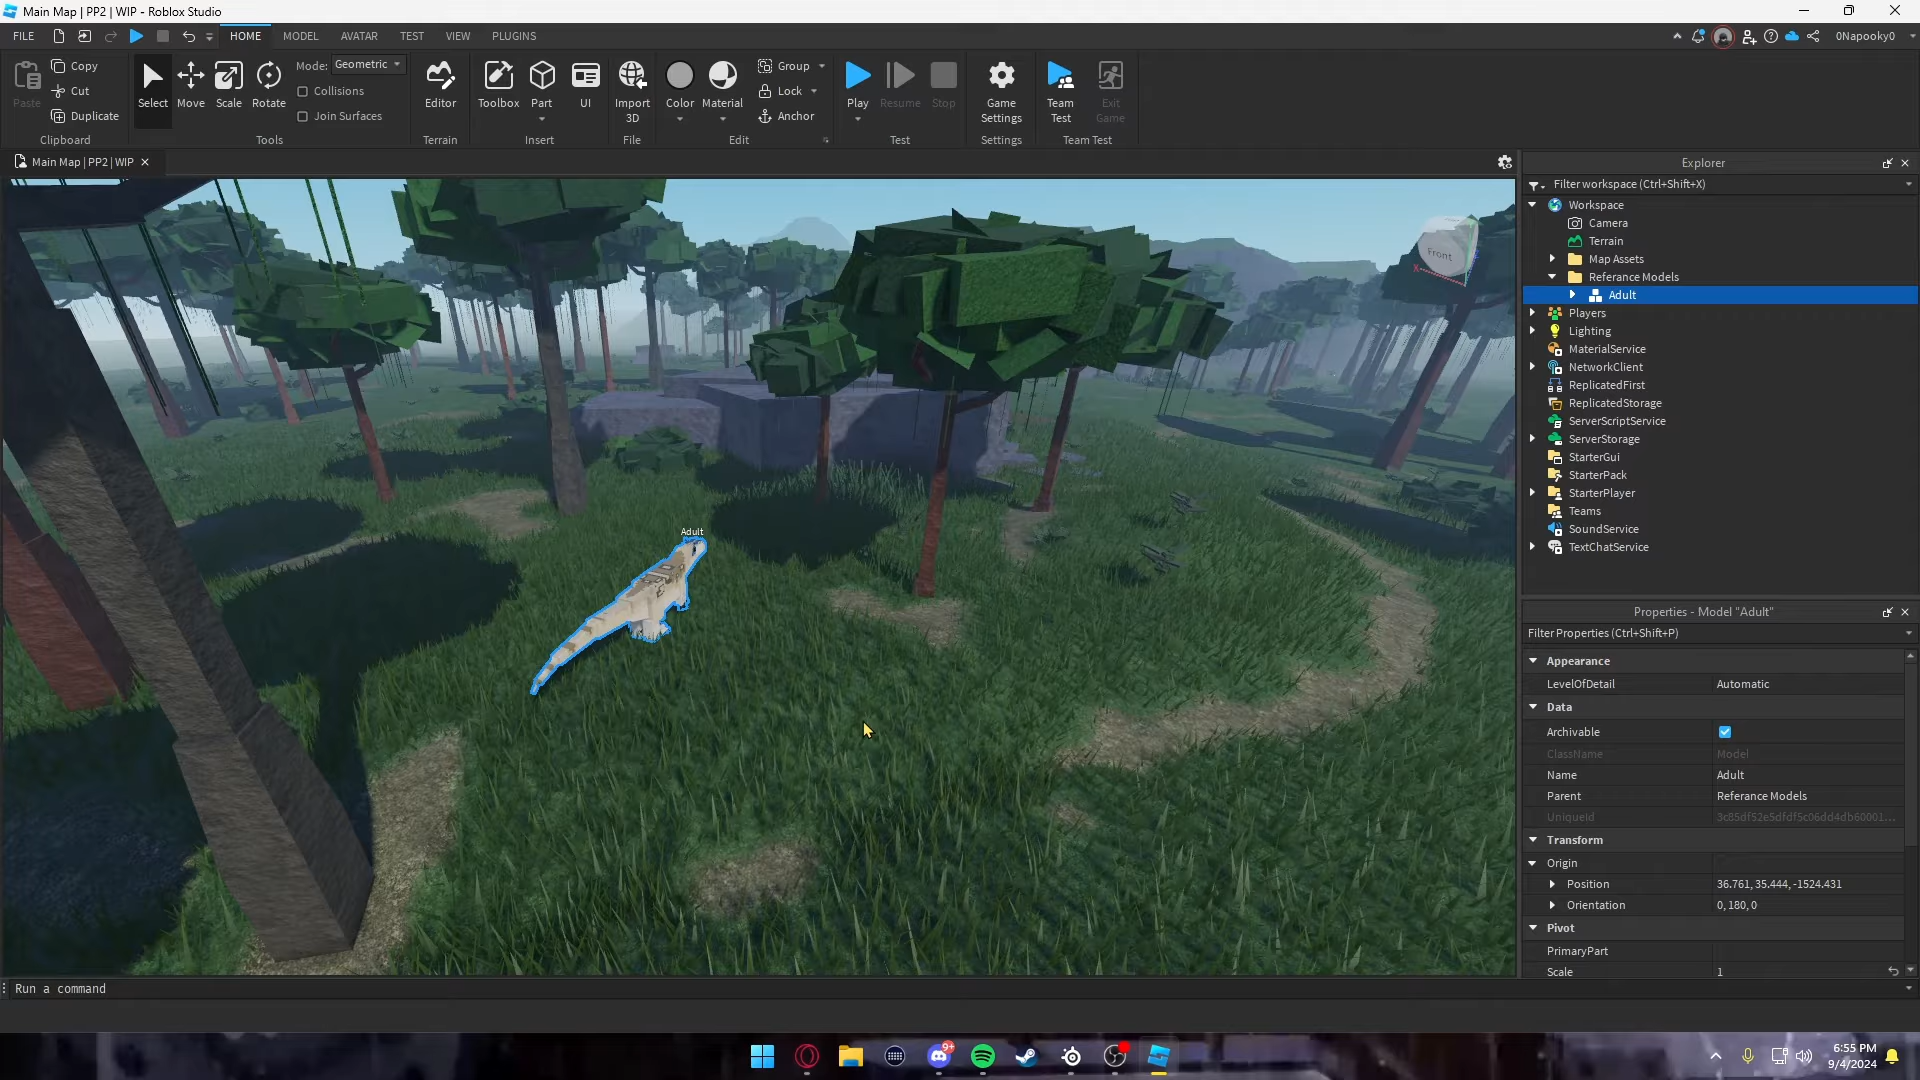 Main Map | PP2 | WIP - Roblox Studio
FILE
HOME
MODEL
AVATAR
TEST
VIEW
PLUGINS
0Napooky0
Paste
Copy
Cut
Duplicate
Clipboard
Select
Move
Scale
Rotate
Mode:
Geometric
Collisions
Join Surfaces
Tools
Editor
Terrain
Toolbox
Part
UI
Insert
Import
3D
File
Color
Material
Group
Lock
Anchor
Edit
Play
Resume
Stop
Test
Game
Settings
Settings
Team
Test
Exit
Game
Team Test
Main Map | PP2 | WIP
Front
Adult
Explorer
Filter workspace (Ctrl+Shift+X)
Workspace
Camera
Terrain
Map Assets
Referance Models
Adult
Players
Lighting
MaterialService
NetworkClient
ReplicatedFirst
ReplicatedStorage
ServerScriptService
ServerStorage
StarterGui
StarterPack
StarterPlayer
Teams
SoundService
TextChatService
Properties - Model "Adult"
Filter Properties (Ctrl+Shift+P)
Appearance
LevelOfDetail Automatic
Data
Archivable
ClassName Model
Name Adult
Parent Referance Models
UniqueId 3c85df52e5dfdf5c06dd4db60001...
Transform
Origin
Position 36.761, 35.444, -1524.431
Orientation 0, 180, 0
Pivot
PrimaryPart
Scale 1
Run a command
9+
6:55 PM
9/4/2024